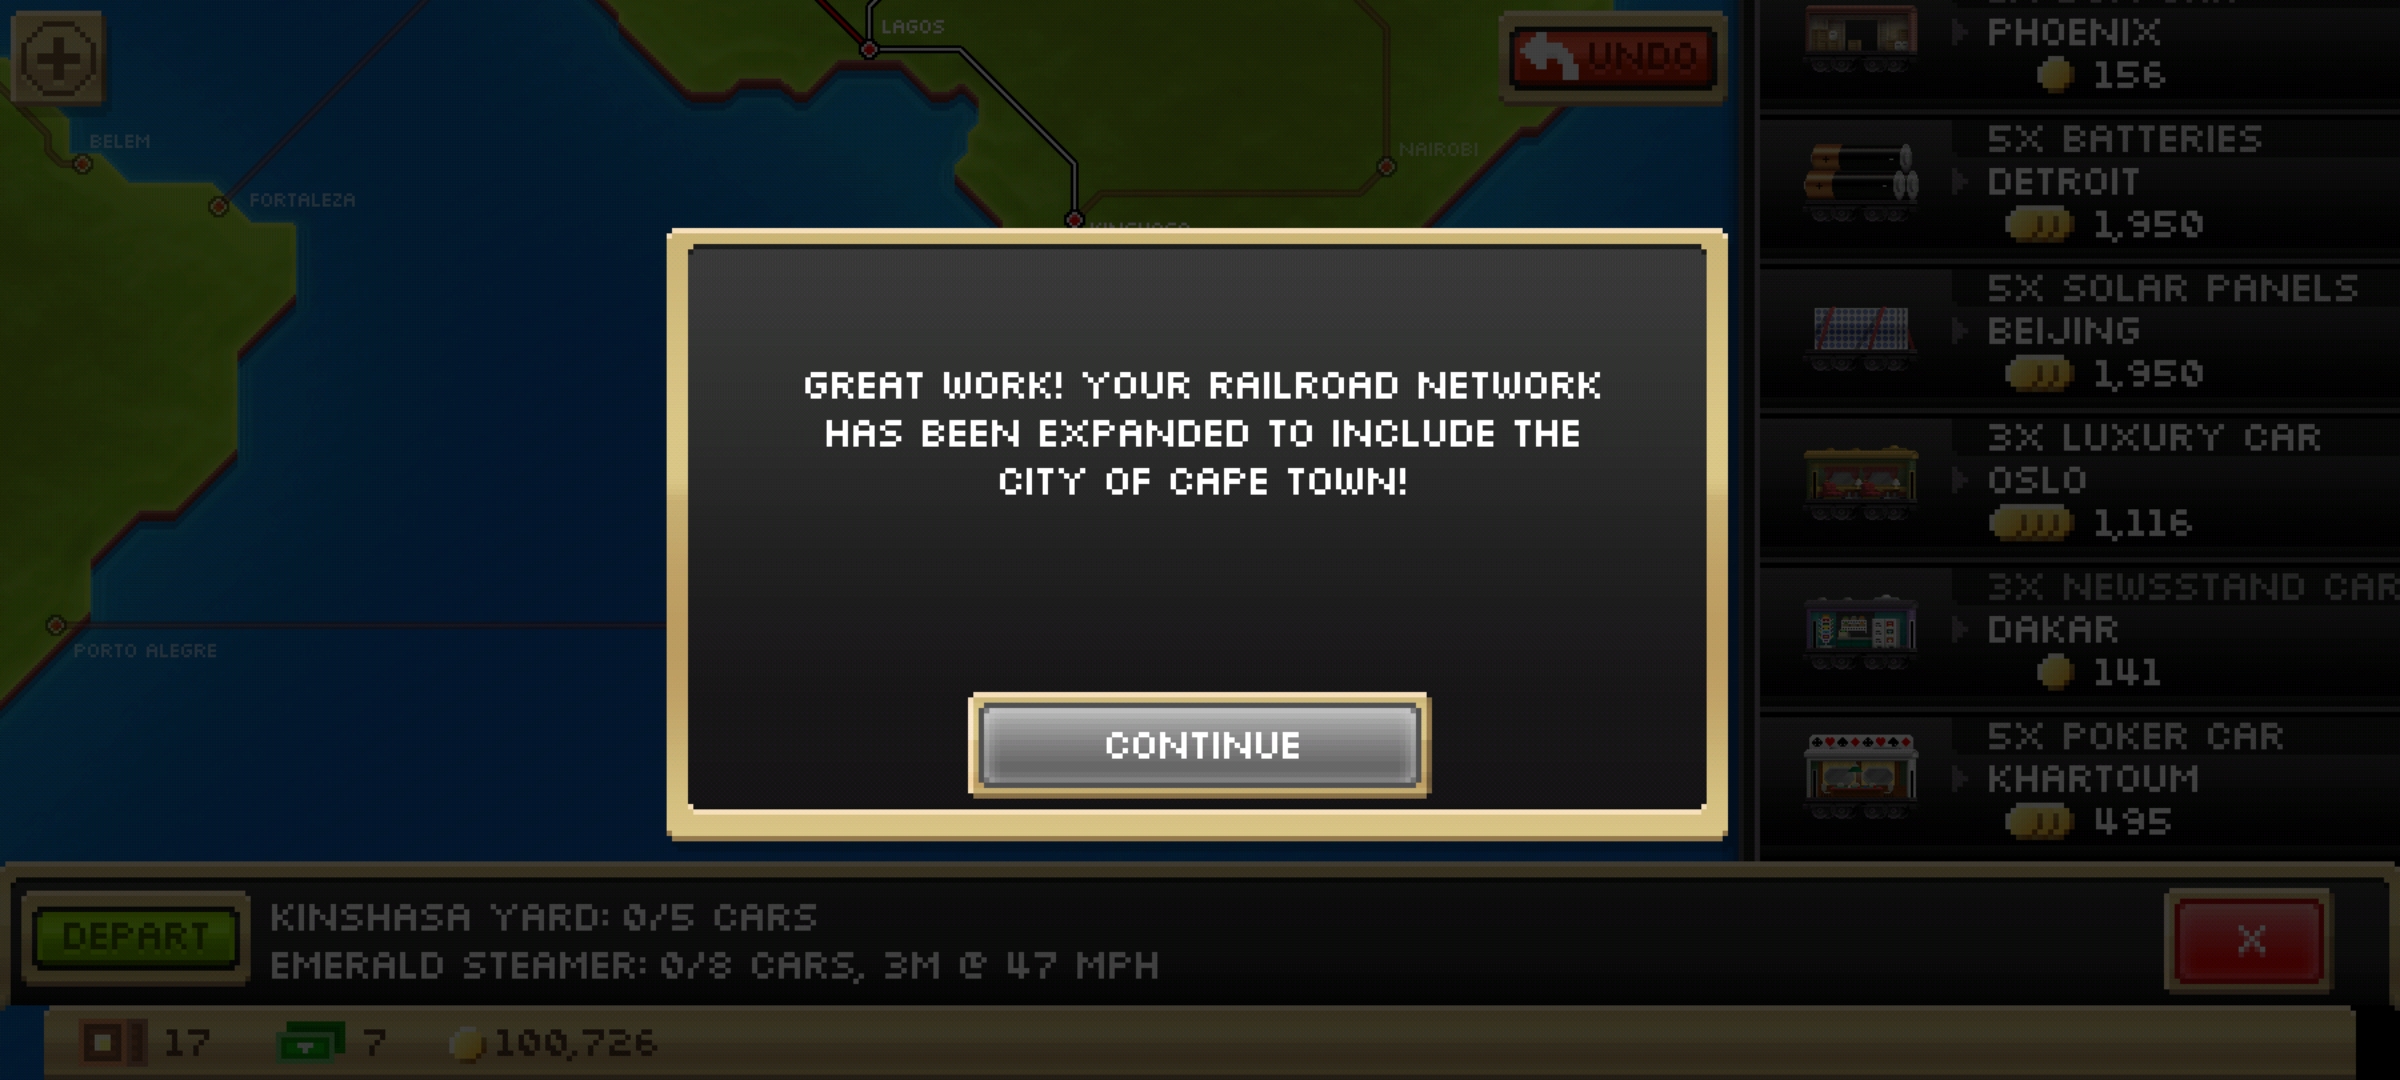 LAGOS
UNDO
BELEM
NAIROBI
FORTALEZA
KINSHASA
PORTO ALEGRE
GREAT WORK! YOUR RAILROAD NETWORK
HAS BEEN EXPANDED TO INCLUDE THE
CITY OF CAPE TOWN!
CONTINUE
PHOENIX
156
5X BATTERIES
DETROIT
1,950
5X SOLAR PANELS
BEIJING
1,950
3X LUXURY CAR
OSLO
1,116
3X NEWSSTAND CAR
DAKAR
141
5X POKER CAR
KHARTOUM
495
DEPART
KINSHASA YARD: 0/5 CARS
EMERALD STEAMER: 0/8 CARS, 3M @ 47 MPH
X
17
7
100,726